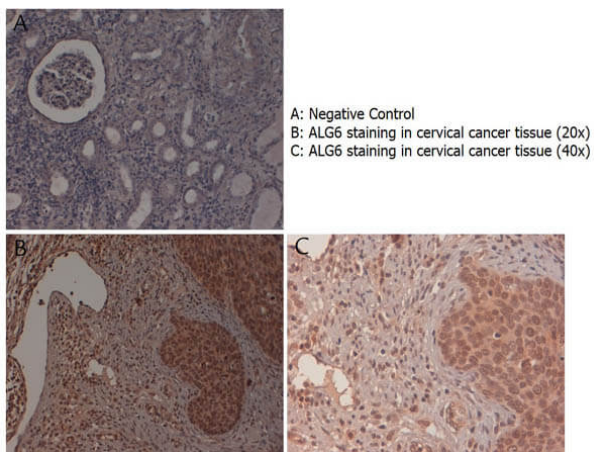 A
A: Negative Control
B: ALG6 staining in cervical cancer tissue (20x)
C: ALG6 staining in cervical cancer tissue (40x)
B
C